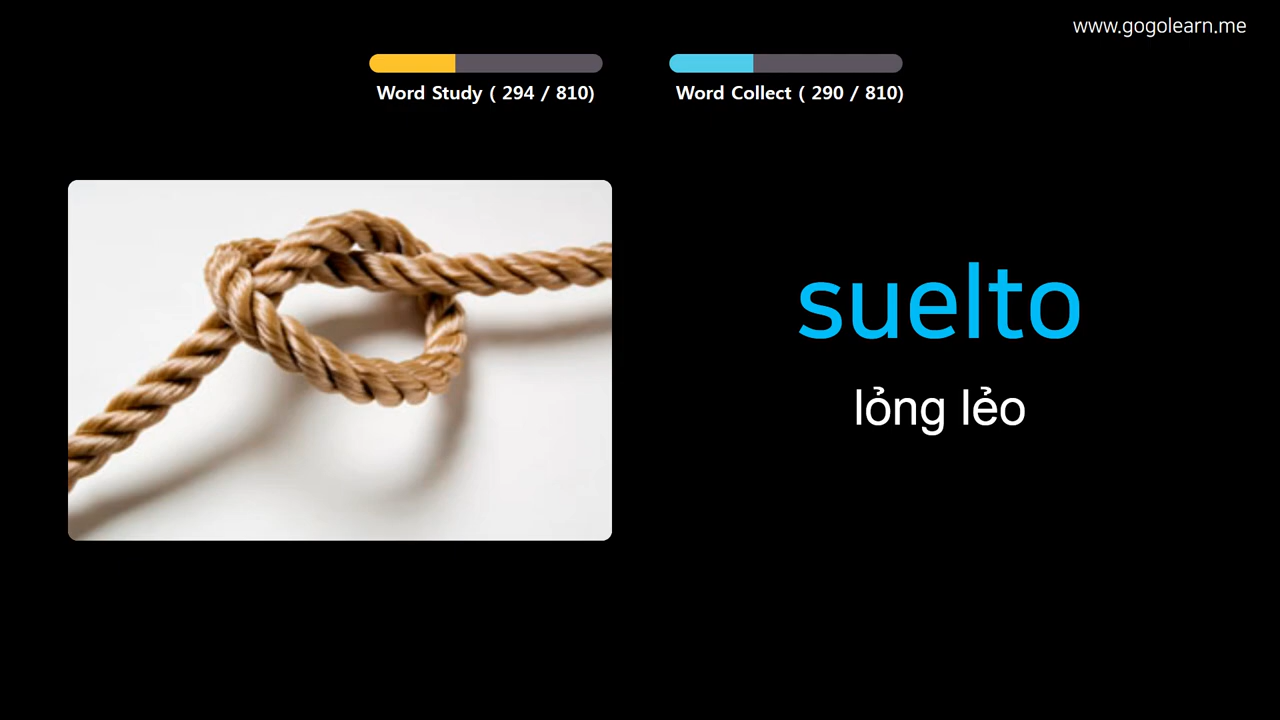 www.gogolearn.me
Word Study ( 294 / 810)
Word Collect ( 290 / 810)
suelto
lỏng lẻo